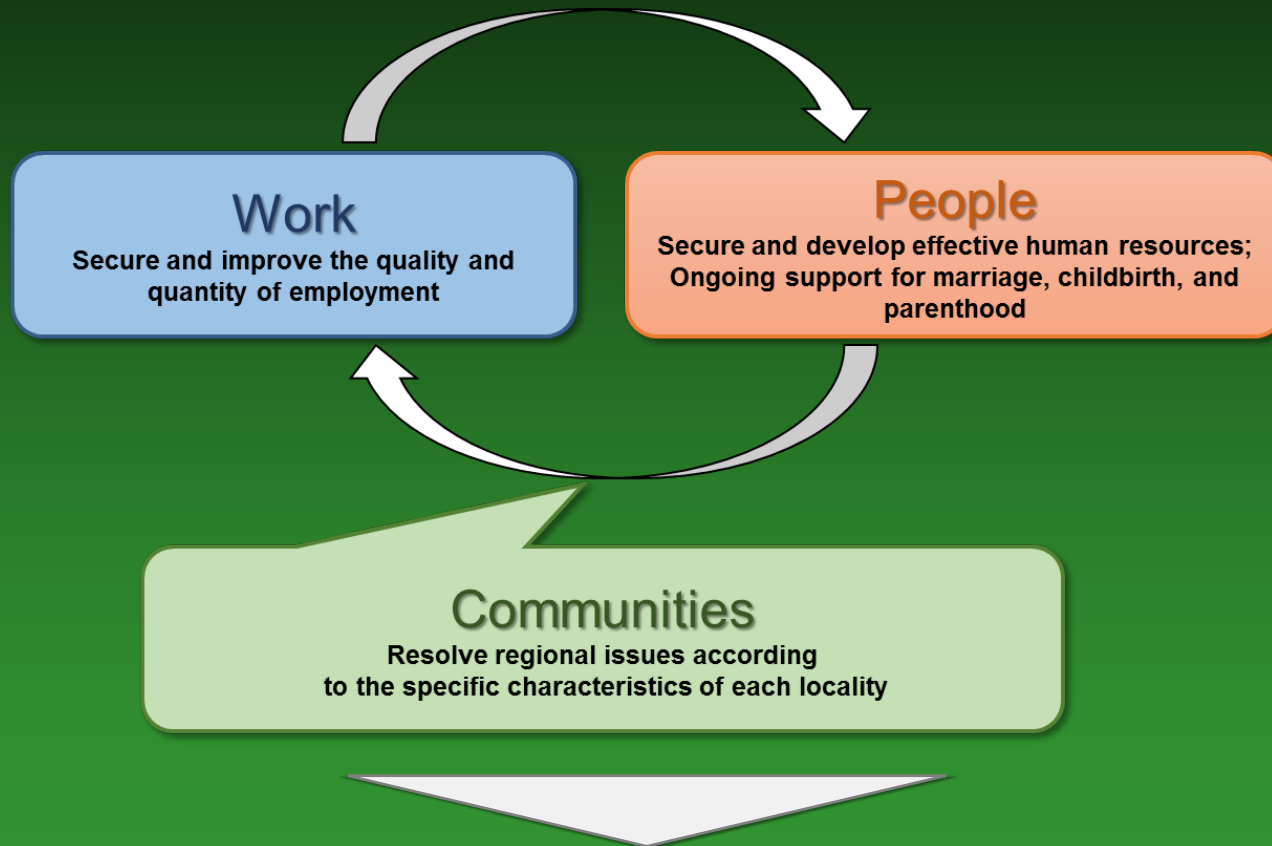 Work
Secure and improve the quality and
quantity of employment
People
Secure and develop effective human resources;
Ongoing support for marriage, childbirth, and
parenthood
Communities
Resolve regional issues according
to the specific characteristics of each locality